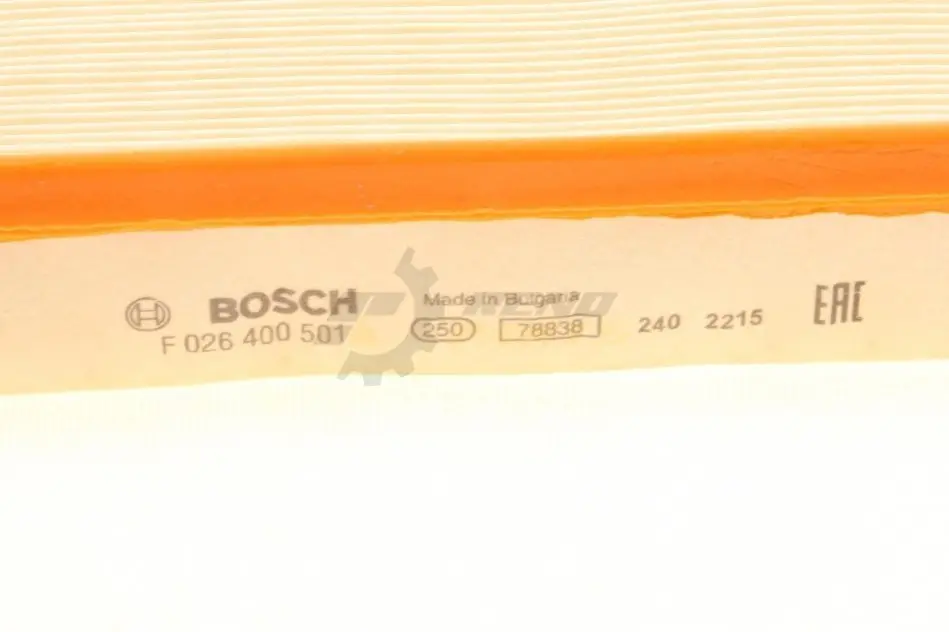 BOSCH
F 026 400 501
Made in Bulgaria
250 78838
240 2215
EAC